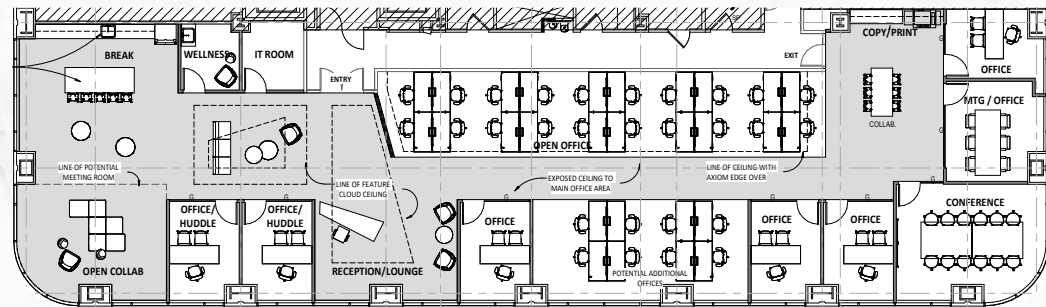 COPY/PRINT
BREAK
WELLNESS
IT ROOM
EXIT
OFFICE
ENTRY
MTG / OFFICE
COLLAB.
OPEN OFFICE
LINE OF POTENTIAL
MEETING ROOM
LINE OF FEATURE
CLOUD CEILING
EXPOSED CEILING TO
MAIN OFFICE AREA
LINE OF CEILING WITH
AXIOM EDGE OVER
G
G
G
G
G
G
G
G
OFFICE/
HUDDLE
OFFICE/
HUDDLE
OFFICE
OFFICE
OFFICE
CONFERENCE
OPEN COLLAB
RECEPTION/LOUNGE
POTENTIAL ADDITIONAL
OFFICES